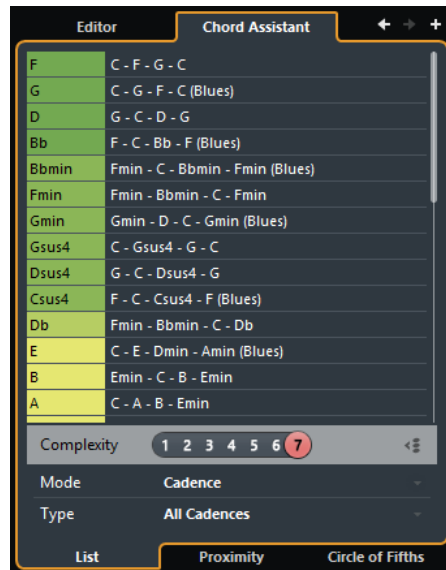 Editor Chord Assistant
F C - F - G - C
G C - G - F - C (Blues)
D G - C - D - G
Bb F - C - Bb - F (Blues)
Bbmin Fmin - C - Bbmin - Fmin (Blues)
Fmin Fmin - Bbmin - C - Fmin
Gmin Gmin - D - C - Gmin (Blues)
Gsus4 C - Gsus4 - G - C
Dsus4 G - C - Dsus4 - G
Csus4 F - C - Csus4 - F (Blues)
Db Fmin - Bbmin - C - Db
E C - E - Dmin - Amin (Blues)
B Emin - C - B - Emin
A C - A - B - Emin
Complexity 1 2 3 4 5 6 7
Mode Cadence
Type All Cadences
List Proximity Circle of Fifths